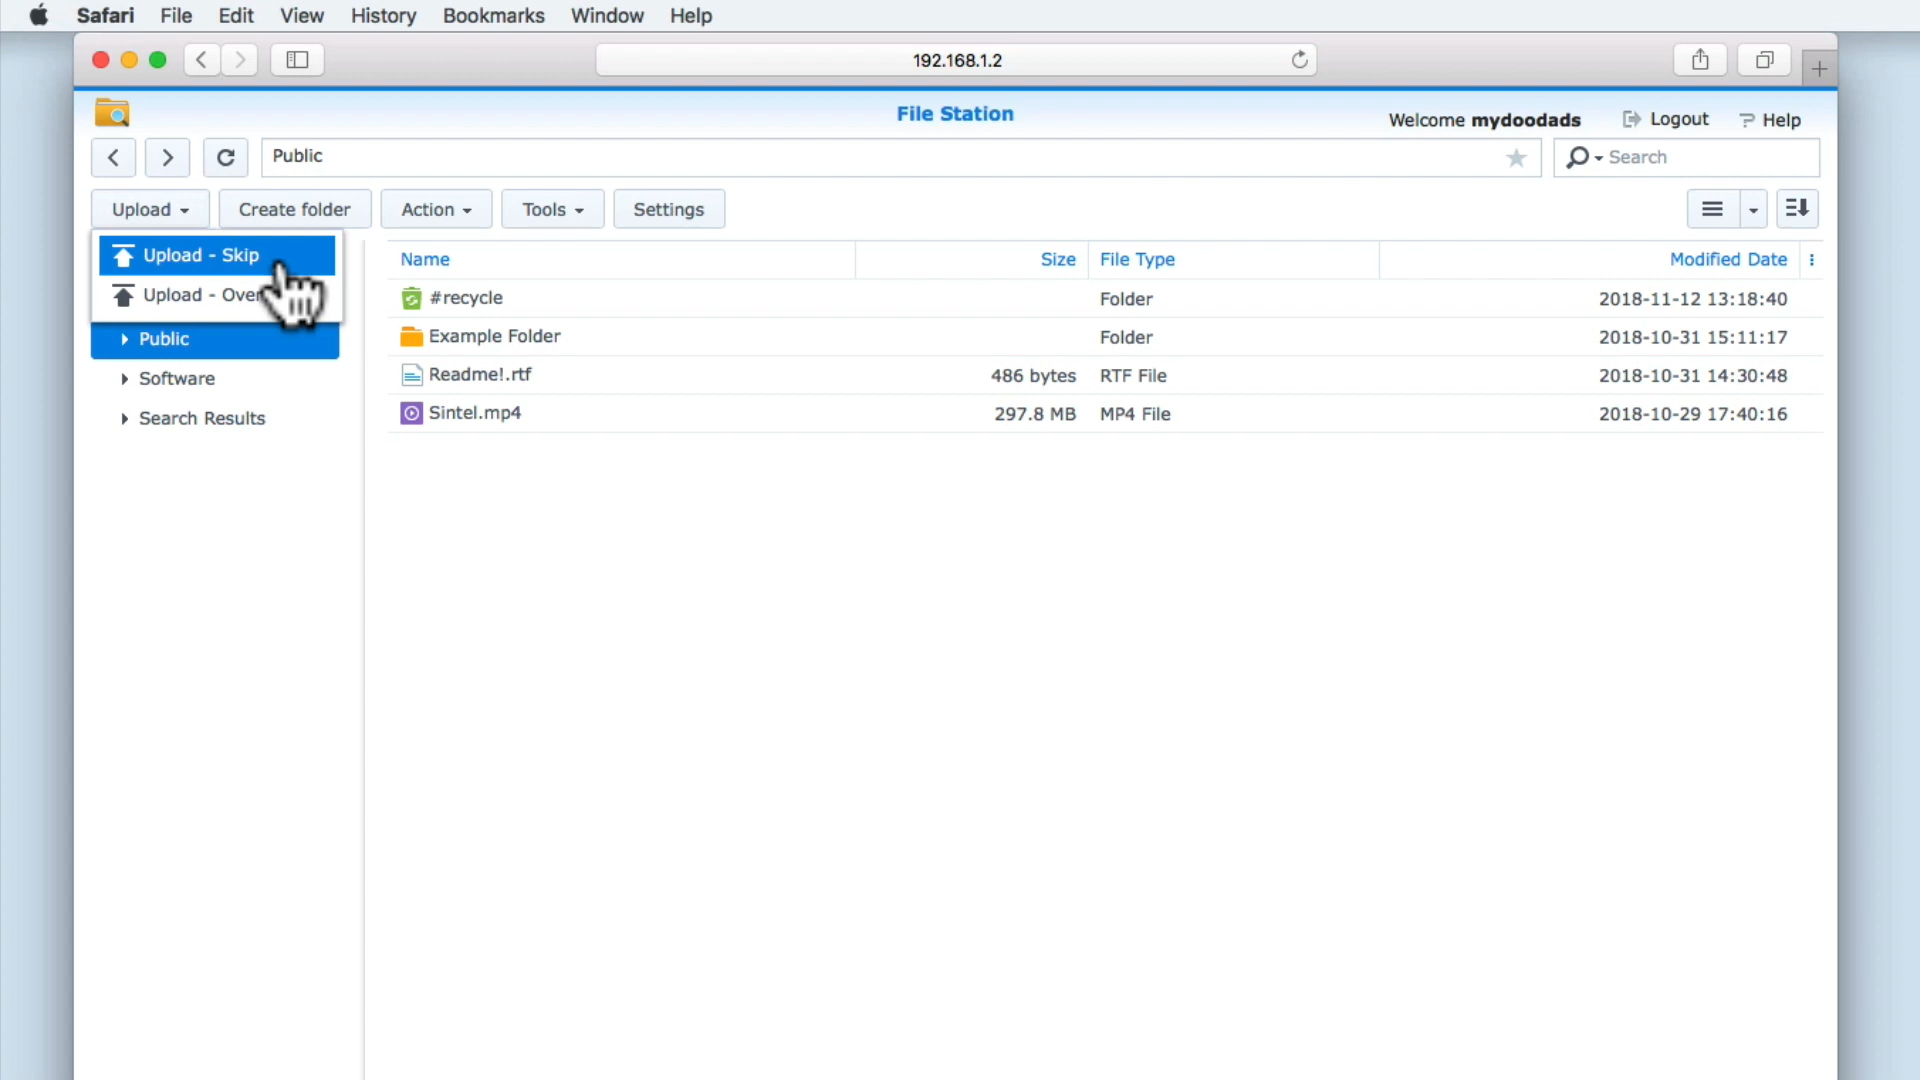 Safari File Edit View History Bookmarks Window Help
192.168.1.2
File Station
Welcome mydoodads Logout Help
Public
Search
Upload Create folder Action Tools Settings
Upload - Skip
Upload - Over
Public
Software
Search Results
Name Size File Type Modified Date
#recycle Folder 2018-11-12 13:18:40
Example Folder Folder 2018-10-31 15:11:17
Readme!.rtf 486 bytes RTF File 2018-10-31 14:30:48
Sintel.mp4 297.8 MB MP4 File 2018-10-29 17:40:16